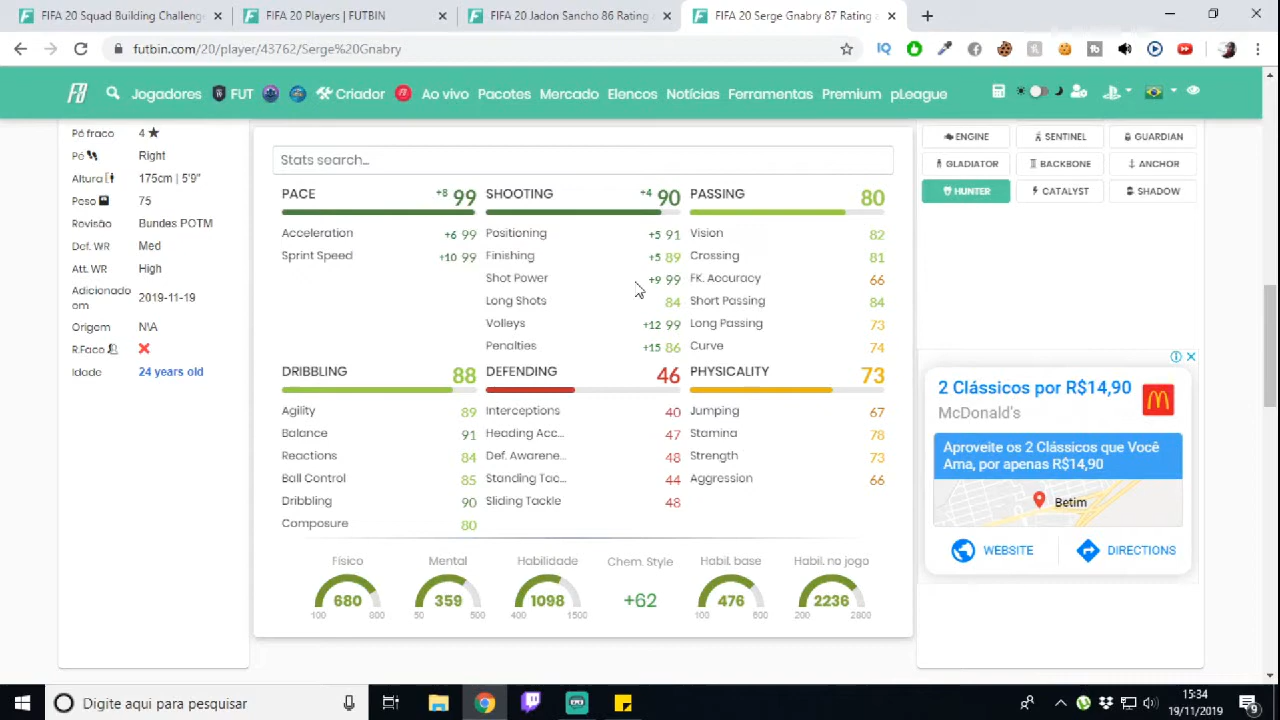 FIFA 20 Squad Building Challenge
FIFA 20 Players | FUTBIN
FIFA 20 Jadon Sancho 86 Rating
FIFA 20 Serge Gnabry 87 Rating a
futbin.com/20/player/43762/Serge%20Gnabry
IQ
Jogadores FUT Criador Ao vivo Pacotes Mercado Elencos Notícias Ferramentas Premium pLeague
Pé fraco 4
Pé Right
Altura 175cm | 5'9"
Peso 75
Revisão Bundes POTM
Def. WR Med
Att. WR High
Adicionado em 2019-11-19
Origem N\A
R.Face
Idade 24 years old
Stats search...
PACE +8 99
Acceleration +6 99
Sprint Speed +10 99
SHOOTING +4 90
Positioning +5 91
Finishing +5 89
Shot Power +9 99
Long Shots 84
Volleys +12 99
Penalties +15 86
PASSING 80
Vision 82
Crossing 81
FK. Accuracy 66
Short Passing 84
Long Passing 73
Curve 74
DRIBBLING 88
Agility 89
Balance 91
Reactions 84
Ball Control 85
Dribbling 90
Composure 80
DEFENDING 46
Interceptions 40
Heading Acc... 47
Def. Awarene... 48
Standing Tac... 44
Sliding Tackle 48
PHYSICALITY 73
Jumping 67
Stamina 78
Strength 73
Aggression 66
Físico 680 100 800
Mental 359 50 500
Habilidade 1098 400 1500
Chem. Style +62
Habil. base 476 100 600
Habil. no jogo 2236 200 2800
ENGINE SENTINEL GUARDIAN
GLADIATOR BACKBONE ANCHOR
HUNTER CATALYST SHADOW
2 Clássicos por R$14,90
McDonald's
Aproveite os 2 Clássicos que Você
Ama, por apenas R$14,90
Betim
WEBSITE DIRECTIONS
Digite aqui para pesquisar
15:34
19/11/2019
9